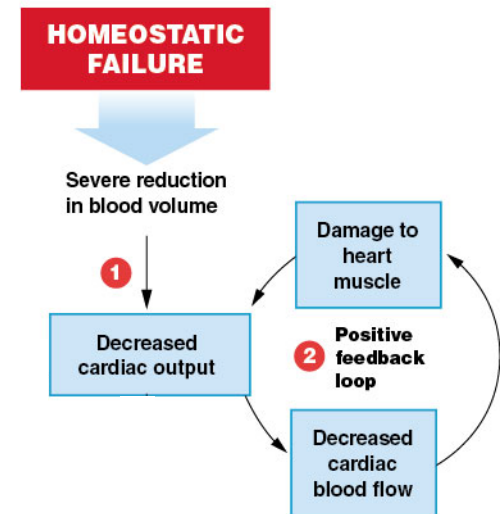 HOMEOSTATIC
FAILURE
Severe reduction
in blood volume
1
Decreased
cardiac output
Damage to
heart
muscle
2
Positive
feedback
loop
Decreased
cardiac
blood flow